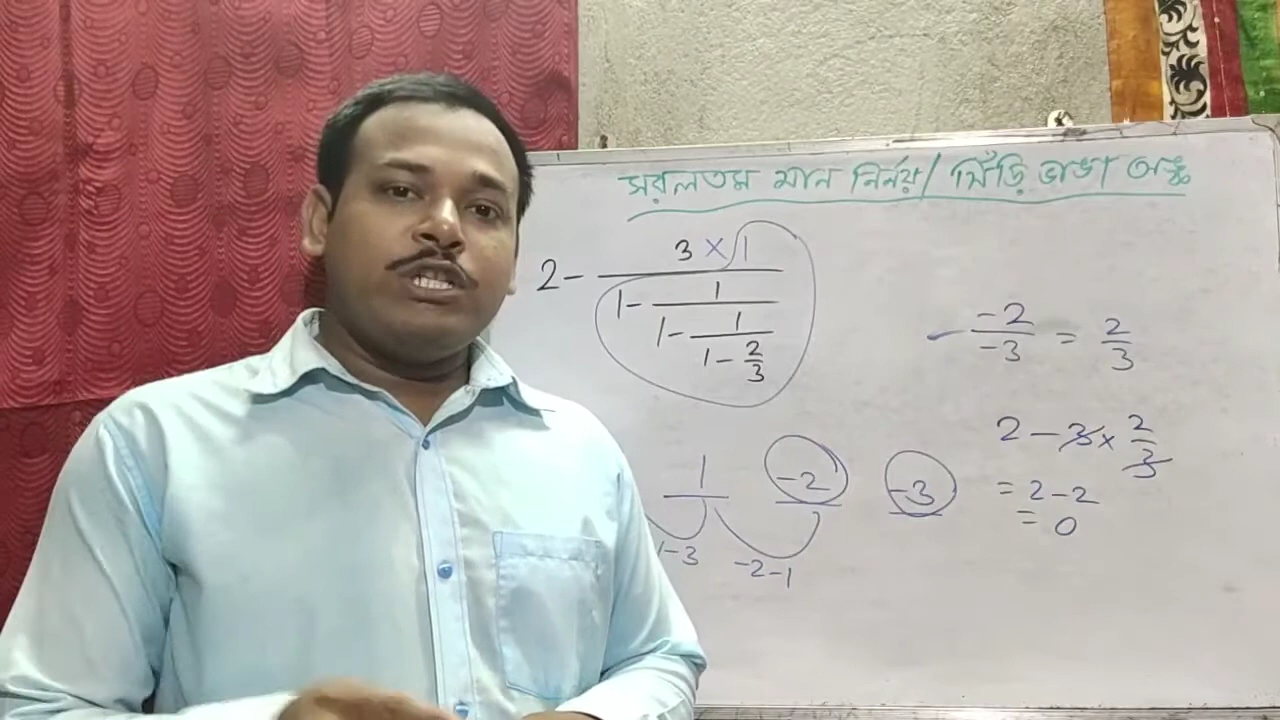 সরলতম মান নির্নয়/ সিঁড়ি ভাঙা অঙ্ক
3 × 1
2 -
1 - 1
1 - 1
1 - 2/3
-2/-3 = 2/3
2 - 3 × 2/3
= 2 - 2
= 0
1 -2 -3
1-3 -2-1